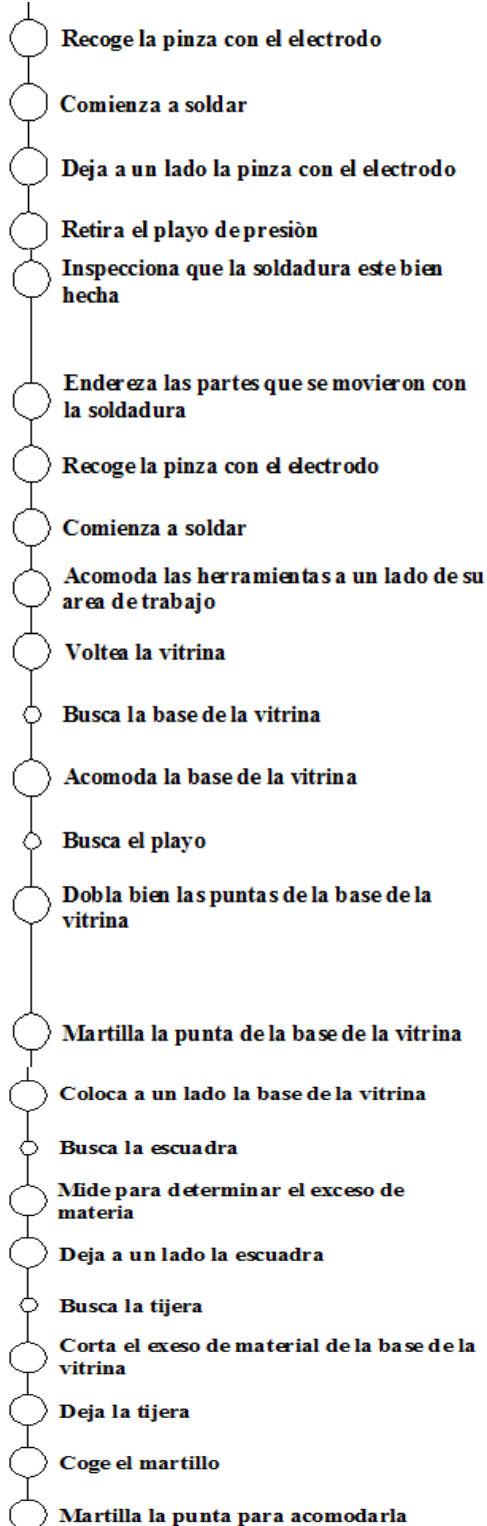 Recoge la pinza con el electrodo
Comienza a soldar
Deja a un lado la pinza con el electrodo
Retira el playo de presiòn
Inspecciona que la soldadura este bien
hecha
Endereza las partes que se movieron con
la soldadura
Recoge la pinza con el electrodo
Comienza a soldar
Acomoda las herramientas a un lado de su
area de trabajo
Voltea la vitrina
Busca la base de la vitrina
Acomoda la base de la vitrina
Busca el playo
Dobla bien las puntas de la base de la
vitrina
Martilla la punta de la base de la vitrina
Coloca a un lado la base de la vitrina
Busca la escuadra
Mide para determinar el exceso de
materia
Deja a un lado la escuadra
Busca la tijera
Corta el exeso de material de la base de la
vitrina
Deja la tijera
Coge el martillo
Martilla la punta para acomodarla